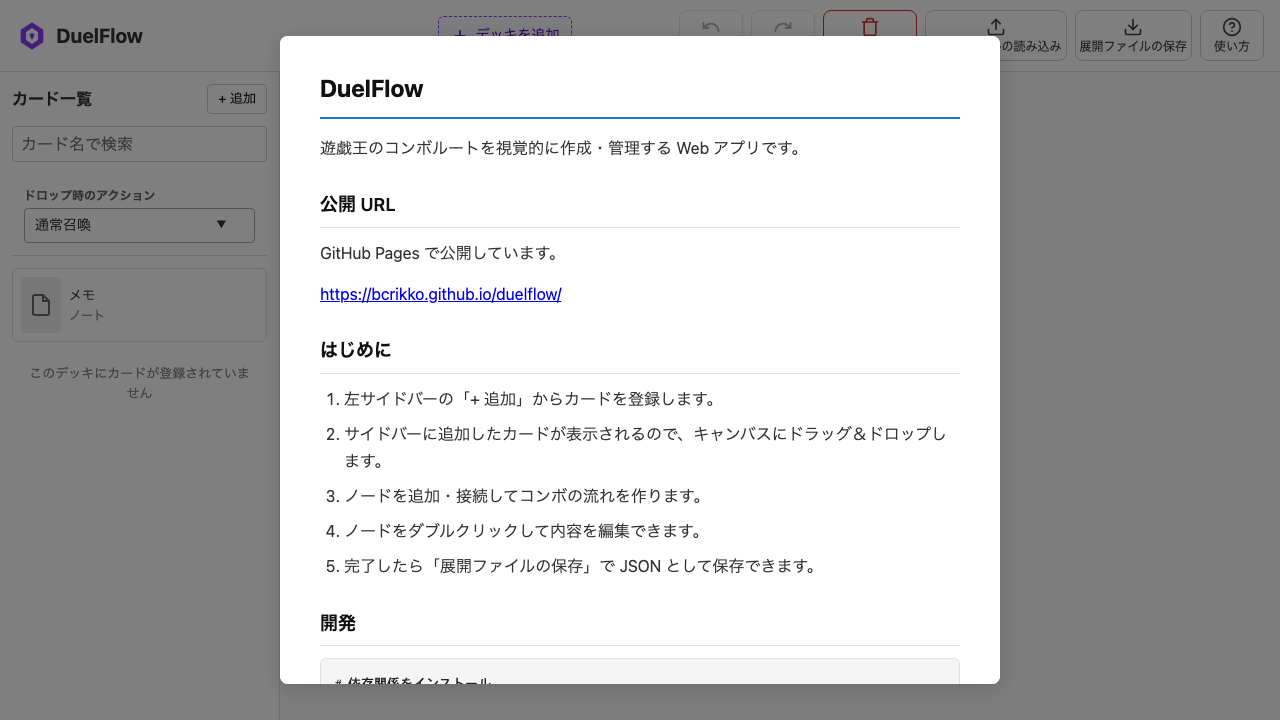 DuelFlow
+ デッキを追加
の読み込み
展開ファイルの保存
使い方
カード一覧
+ 追加
カード名で検索
ドロップ時のアクション
通常召喚
メモ
ノート
このデッキにカードが登録されていま
せん
DuelFlow
遊戯王のコンボルートを視覚的に作成・管理する Web アプリです。
公開 URL
GitHub Pages で公開しています。
https://bcrikko.github.io/duelflow/
はじめに
1. 左サイドバーの「+ 追加」からカードを登録します。
2. サイドバーに追加したカードが表示されるので、キャンバスにドラッグ＆ドロップし
ます。
3. ノードを追加・接続してコンボの流れを作ります。
4. ノードをダブルクリックして内容を編集できます。
5. 完了したら「展開ファイルの保存」で JSON として保存できます。
開発
# 依存関係をインストール